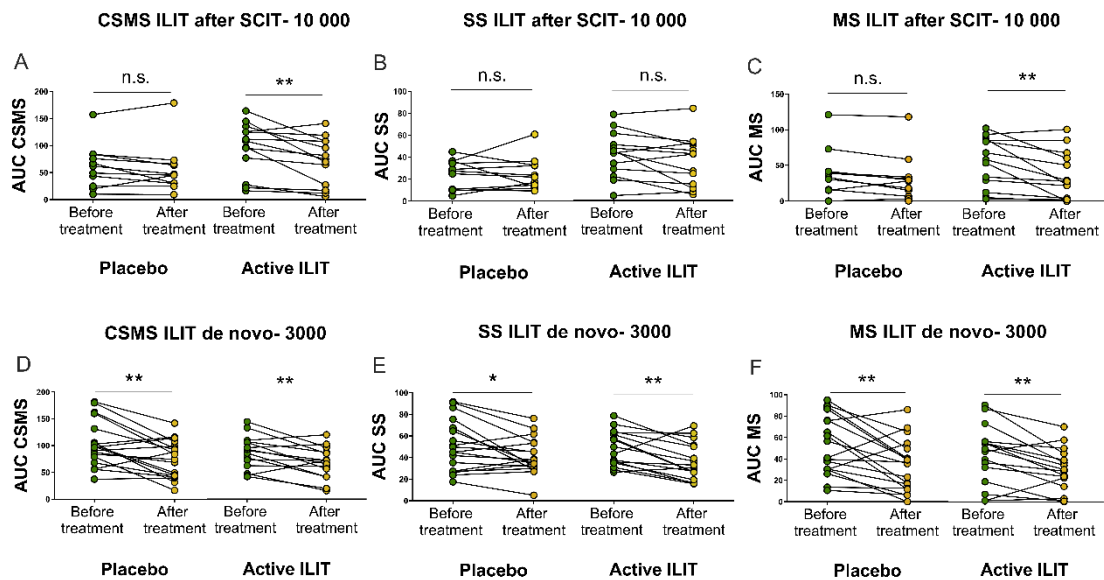 CSMS ILIT after SCIT- 10 000
SS ILIT after SCIT- 10 000
MS ILIT after SCIT- 10 000
A
n.s.
**
AUC CSMS
200
150
100
50
0
Before treatment
After treatment
Before treatment
After treatment
Placebo
Active ILIT
B
n.s.
n.s.
AUC SS
100
80
60
40
20
0
Before treatment
After treatment
Before treatment
After treatment
Placebo
Active ILIT
C
n.s.
**
AUC MS
150
100
50
0
Before treatment
After treatment
Before treatment
After treatment
Placebo
Active ILIT
CSMS ILIT de novo- 3000
SS ILIT de novo- 3000
MS ILIT de novo- 3000
D
**
**
AUC CSMS
200
150
100
50
0
Before treatment
After treatment
Before treatment
After treatment
Placebo
Active ILIT
E
*
**
AUC SS
100
80
60
40
20
0
Before treatment
After treatment
Before treatment
After treatment
Placebo
Active ILIT
F
**
**
AUC MS
100
80
60
40
20
0
Before treatment
After treatment
Before treatment
After treatment
Placebo
Active ILIT